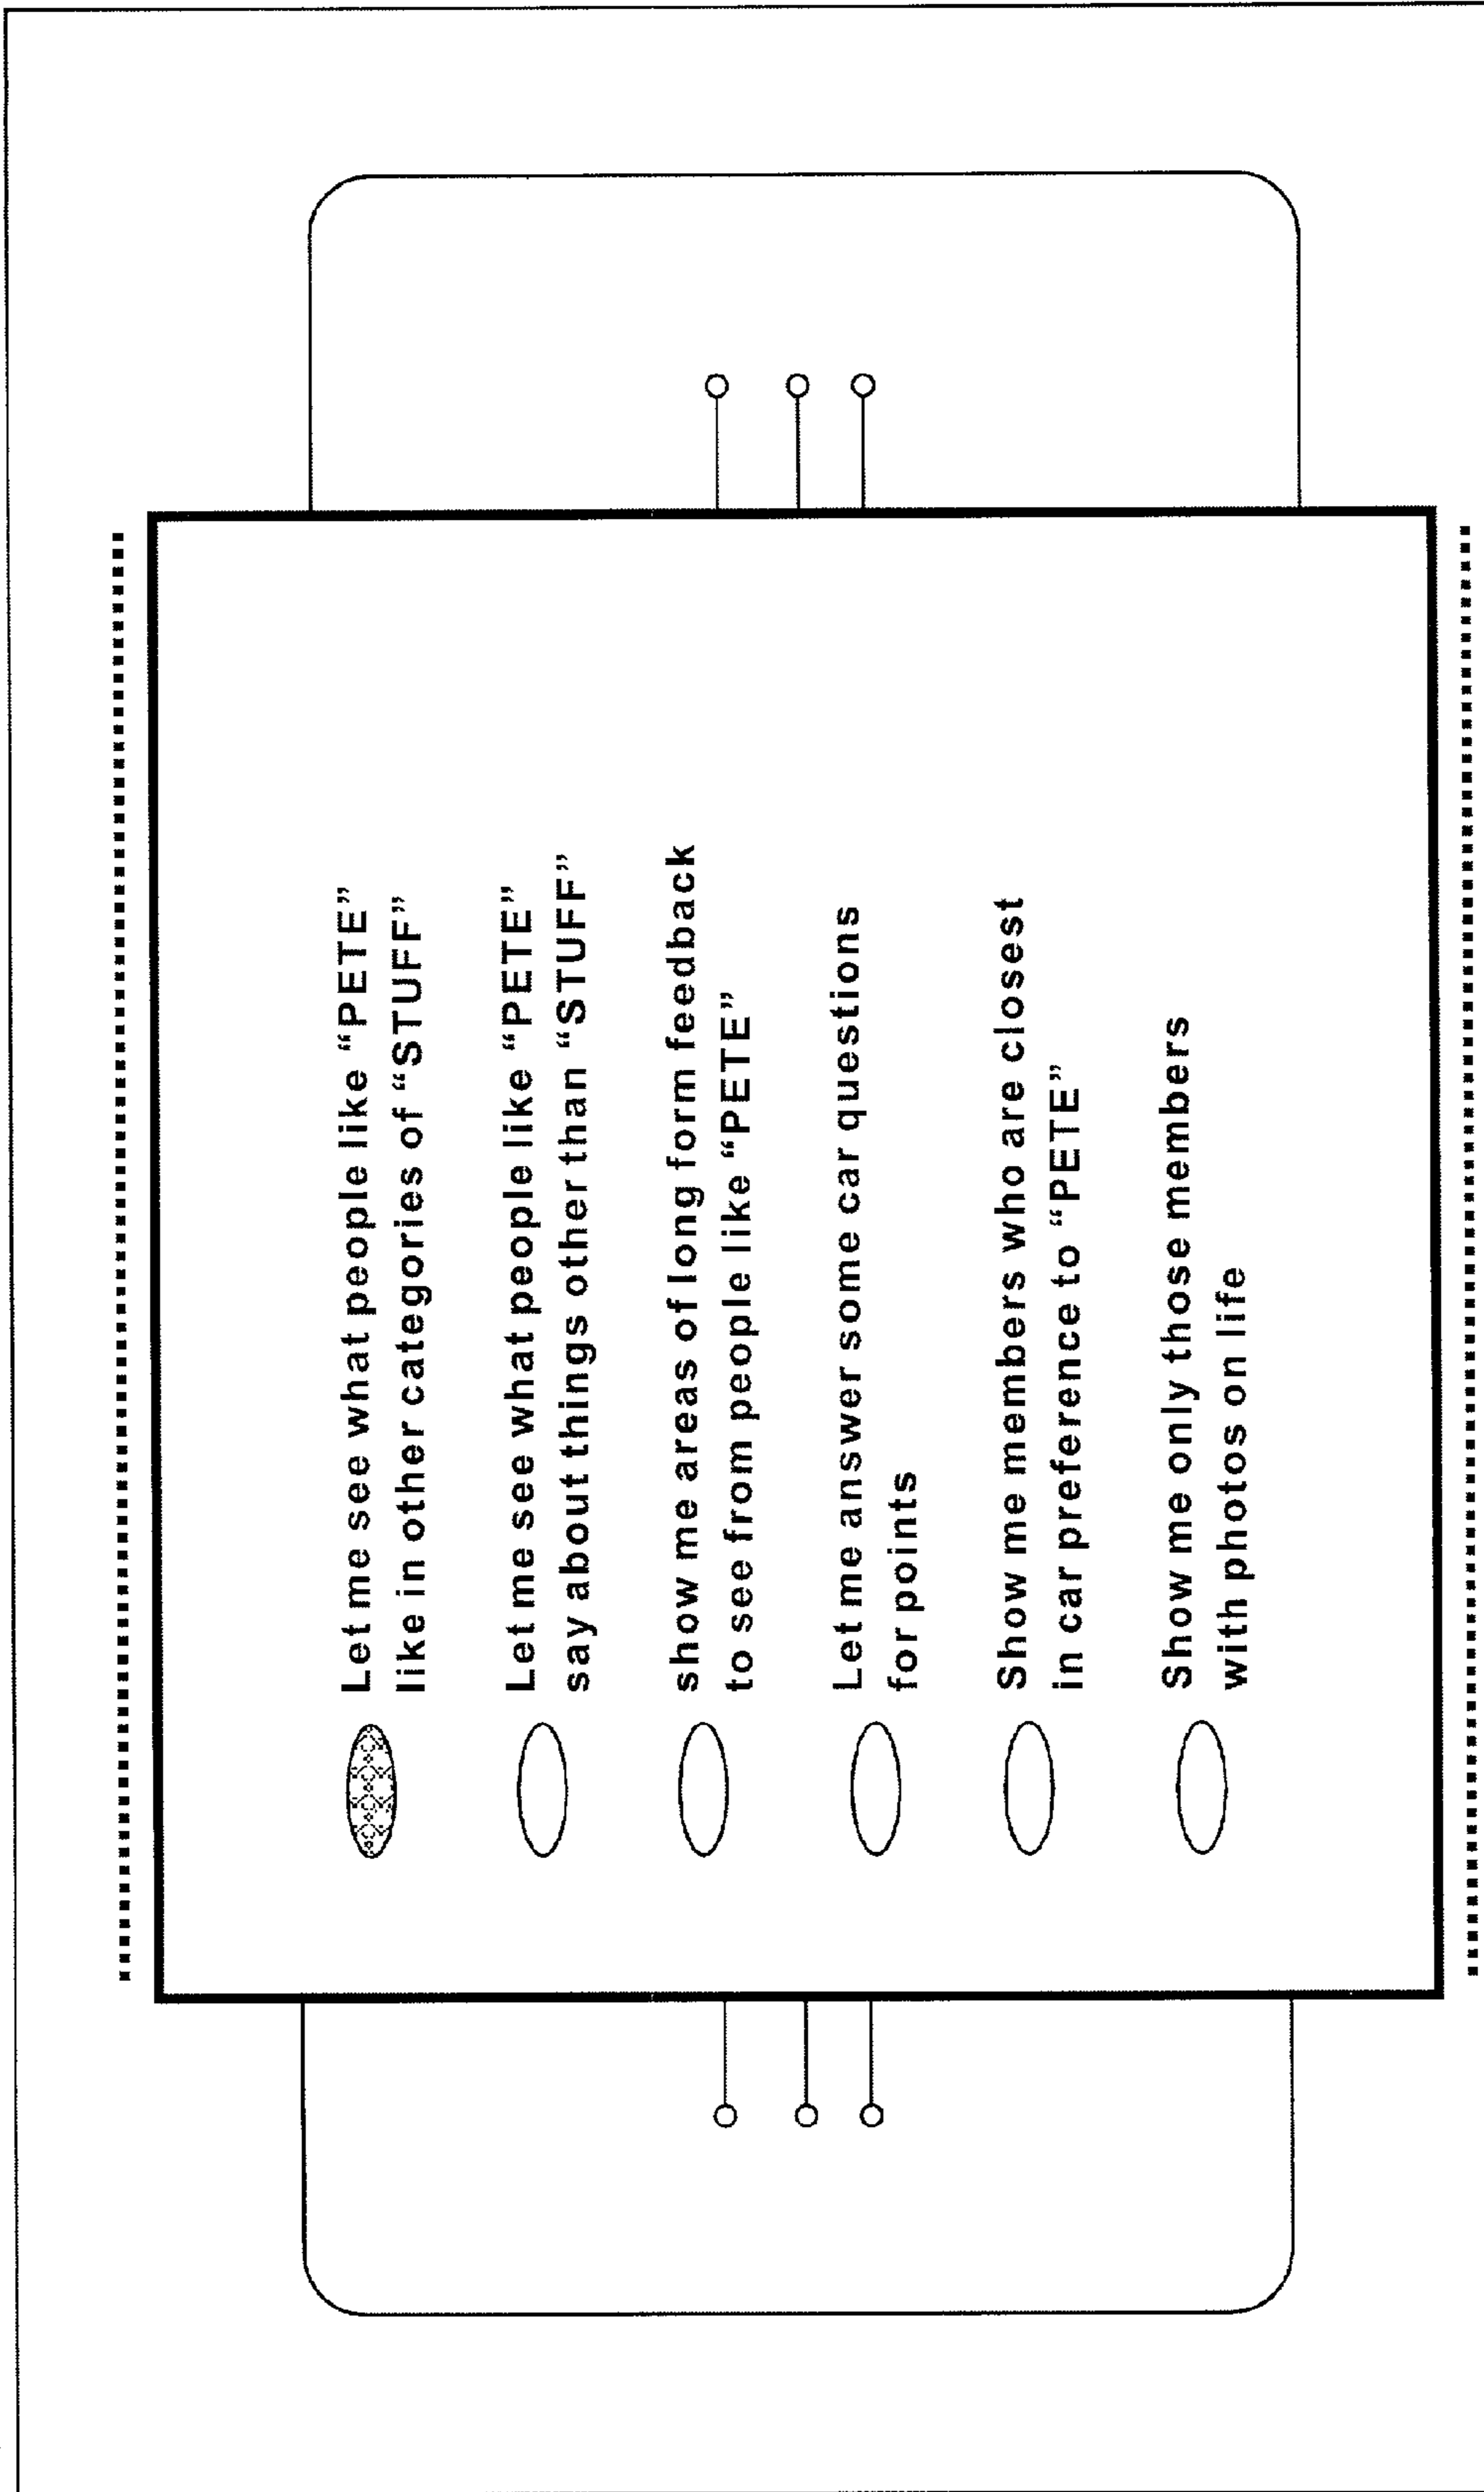 Let me see what people like “PETE”
like in other categories of “STUFF”
Let me see what people like “PETE”
say about things other than “STUFF”
show me areas of long form feedback
to see from people like “PETE”
Let me answer some car questions
for points
Show me members who are closest
in car preference to “PETE”
Show me only those members
with photos on life